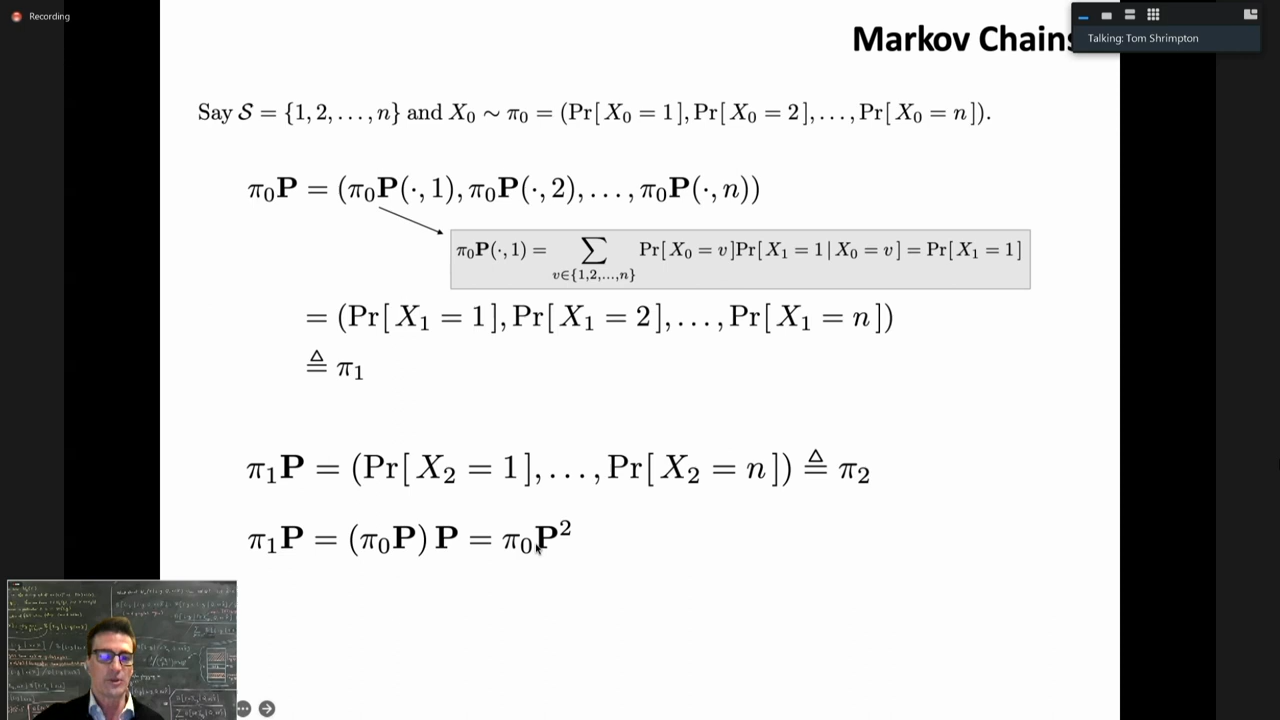 Recording
Talking: Tom Shrimpton
Markov Chains
Say 𝒮 = {1, 2, …, n} and X₀ ∼ π₀ = (Pr[ X₀ = 1 ], Pr[ X₀ = 2 ], …, Pr[ X₀ = n ]).
π₀P = (π₀P(·, 1), π₀P(·, 2), …, π₀P(·, n))
π₀P(·, 1) = ∑_{v∈{1,2,…,n}} Pr[ X₀ = v ]Pr[ X₁ = 1 | X₀ = v ] = Pr[ X₁ = 1 ]
= (Pr[ X₁ = 1 ], Pr[ X₁ = 2 ], …, Pr[ X₁ = n ])
≜ π₁
π₁P = (Pr[ X₂ = 1 ], …, Pr[ X₂ = n ]) ≜ π₂
π₁P = (π₀P) P = π₀P²